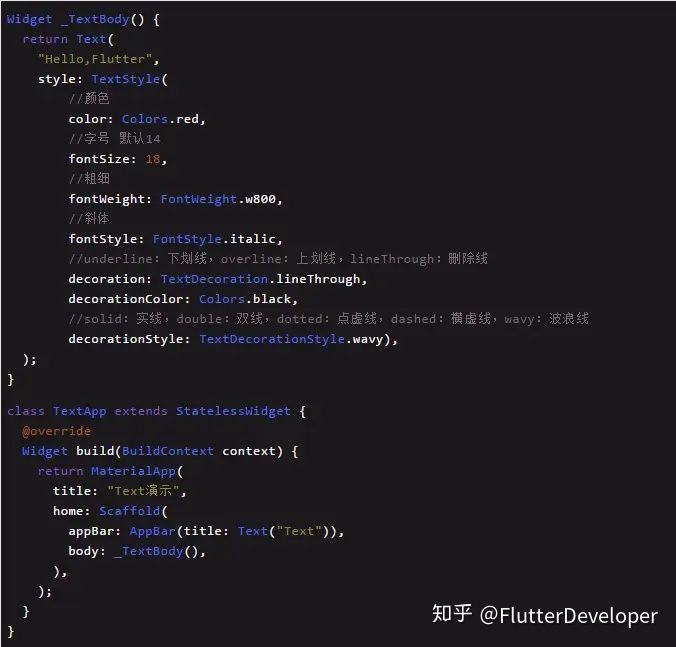 Widget _TextBody() {
  return Text(
    "Hello,Flutter",
    style: TextStyle(
        //颜色
        color: Colors.red,
        //字号 默认14
        fontSize: 18,
        //粗细
        fontWeight: FontWeight.w800,
        //斜体
        fontStyle: FontStyle.italic,
        //underline：下划线，overline：上划线，lineThrough：删除线
        decoration: TextDecoration.lineThrough,
        decorationColor: Colors.black,
        //solid：实线，double：双线，dotted：点虚线，dashed：横虚线，wavy：波浪线
        decorationStyle: TextDecorationStyle.wavy),
  );
}
class TextApp extends StatelessWidget {
  @override
  Widget build(BuildContext context) {
    return MaterialApp(
      title: "Text演示",
      home: Scaffold(
        appBar: AppBar(title: Text("Text")),
        body: _TextBody(),
      ),
    );
  }
}
知乎 @FlutterDeveloper